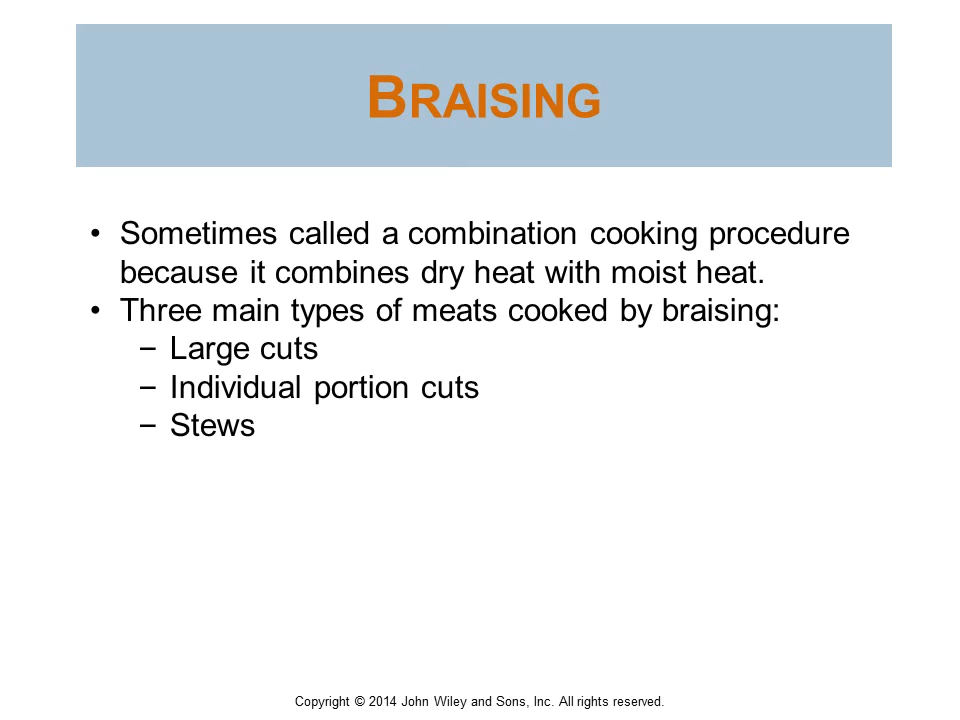 BRAISING
• Sometimes called a combination cooking procedure
because it combines dry heat with moist heat.
• Three main types of meats cooked by braising:
− Large cuts
− Individual portion cuts
− Stews
Copyright © 2014 John Wiley and Sons, Inc. All rights reserved.